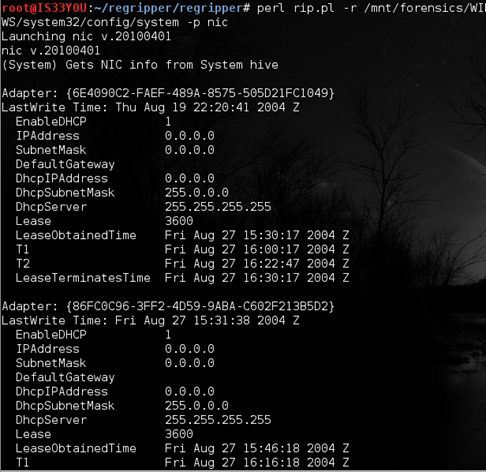 root@IS33Y0U:~/regripper/regripper# perl rip.pl -r /mnt/forensics/WI
WS/system32/config/system -p nic
Launching nic v.20100401
nic v.20100401
(System) Gets NIC info from System hive
Adapter: {6E4090C2-FAEF-489A-8575-505D21FC1049}
LastWrite Time: Thu Aug 19 22:20:41 2004 Z
EnableDHCP 1
IPAddress 0.0.0.0
SubnetMask 0.0.0.0
DefaultGateway
DhcpIPAddress 0.0.0.0
DhcpSubnetMask 255.0.0.0
DhcpServer 255.255.255.255
Lease 3600
LeaseObtainedTime Fri Aug 27 15:30:17 2004 Z
T1 Fri Aug 27 16:00:17 2004 Z
T2 Fri Aug 27 16:22:47 2004 Z
LeaseTerminatesTime Fri Aug 27 16:30:17 2004 Z
Adapter: {86FC0C96-3FF2-4D59-9ABA-C602F213B5D2}
LastWrite Time: Fri Aug 27 15:31:38 2004 Z
EnableDHCP 1
IPAddress 0.0.0.0
SubnetMask 0.0.0.0
DefaultGateway
DhcpIPAddress 0.0.0.0
DhcpSubnetMask 255.0.0.0
DhcpServer 255.255.255.255
Lease 3600
LeaseObtainedTime Fri Aug 27 15:46:18 2004 Z
T1 Fri Aug 27 16:16:18 2004 Z